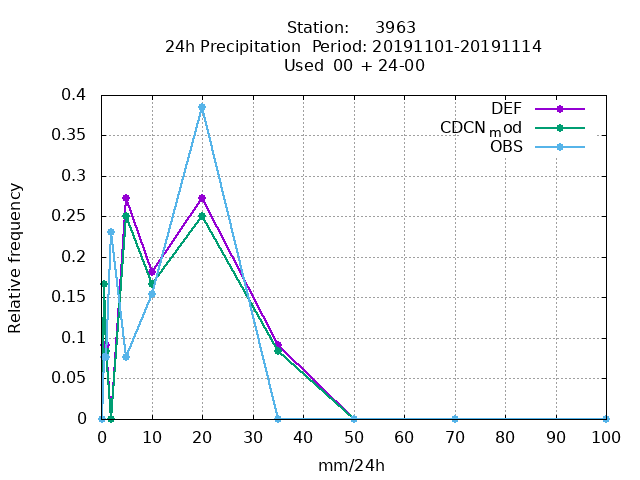 Station: 3963
24h Precipitation Period: 20191101-20191114
Used 00 + 24-00
Relative frequency
0.4
0.35
0.3
0.25
0.2
0.15
0.1
0.05
0
DEF
CDCN_mod
OBS
0 10 20 30 40 50 60 70 80 90 100
mm/24h